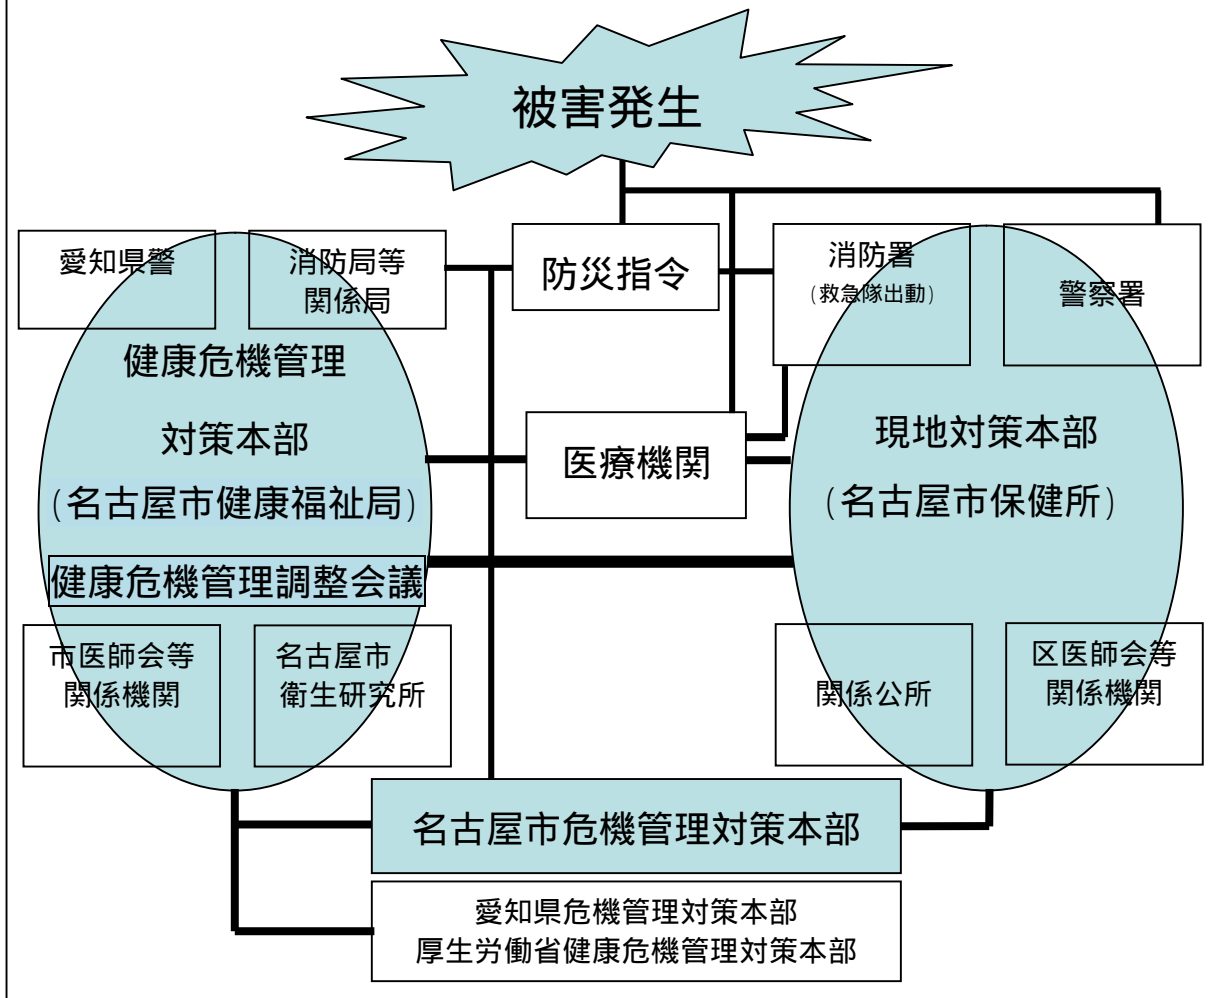 被害発生
愛知県警
消防局等
関係局
防災指令
消防署
(救急隊出動)
警察署
健康危機管理
対策本部
(名古屋市健康福祉局)
健康危機管理調整会議
医療機関
現地対策本部
(名古屋市保健所)
市医師会等
関係機関
名古屋市
衛生研究所
関係公所
区医師会等
関係機関
名古屋市危機管理対策本部
愛知県危機管理対策本部
厚生労働省健康危機管理対策本部